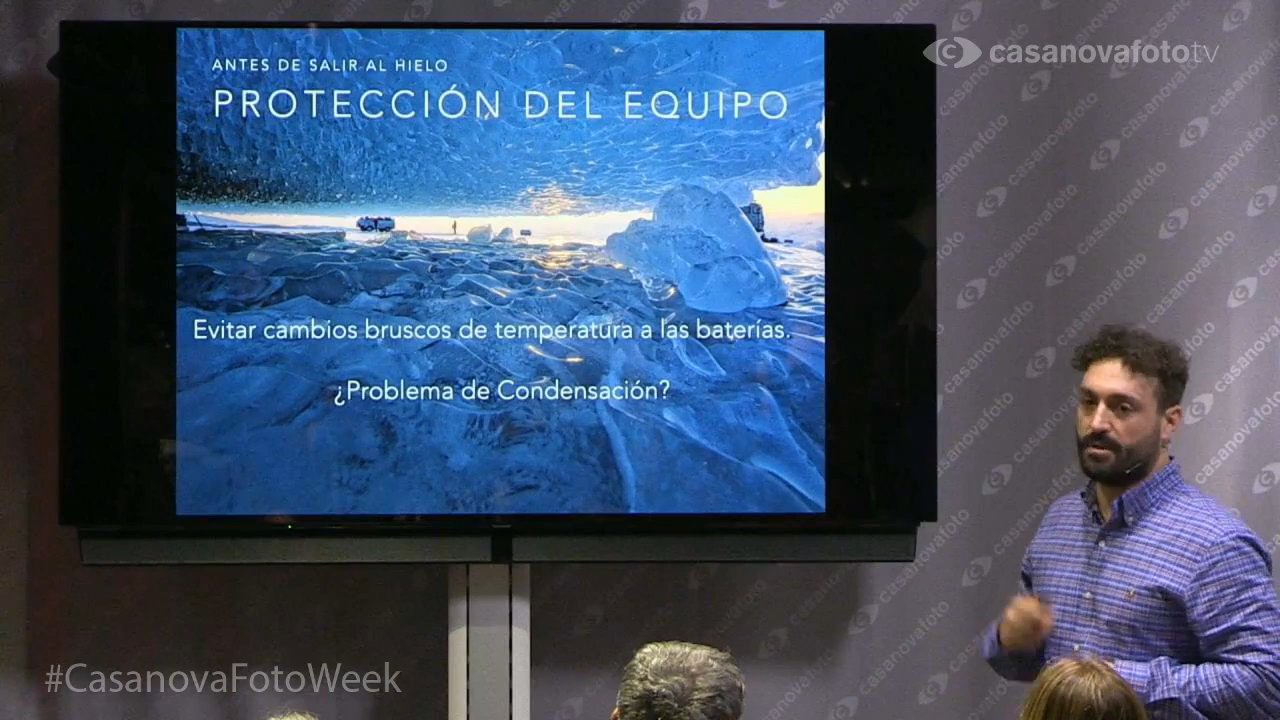 casanovafototv
ANTES DE SALIR AL HIELO
PROTECCIÓN DEL EQUIPO
Evitar cambios bruscos de temperatura a las baterías.
¿Problema de Condensación?
#CasanovaFotoWeek
casanovafoto